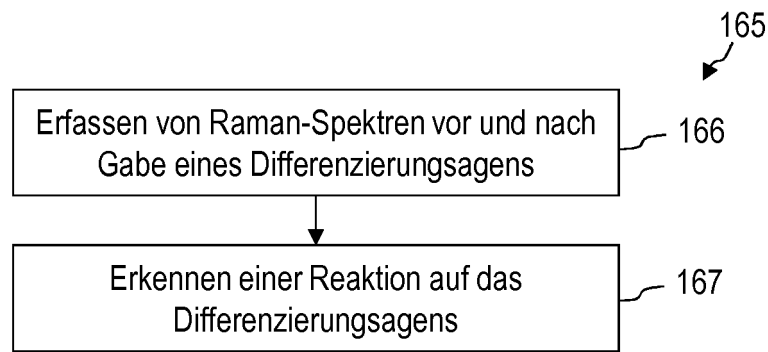 165
Erfassen von Raman-Spektren vor und nach
Gabe eines Differenzierungsagens
166
Erkennen einer Reaktion auf das
Differenzierungsagens
167